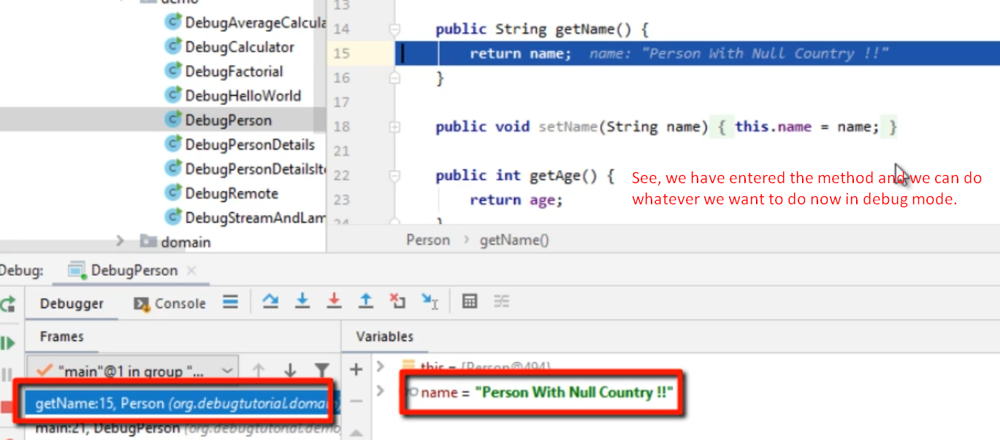 demo
DebugAverageCalcula
DebugCalculator
DebugFactorial
DebugHelloWorld
DebugPerson
DebugPersonDetails
DebugPersonDetailsIte
DebugRemote
DebugStreamAndLam
domain
13
14 public String getName() {
15 return name; name: "Person With Null Country !!"
16 }
17
18 public void setName(String name) { this.name = name; }
21
22 public int getAge() {
23 return age;
24 }
See, we have entered the method and we can do
whatever we want to do now in debug mode.
Person › getName()
Debug: DebugPerson
Debugger Console
Frames
"main"@1 in group "...
getName:15, Person (org.debugtutorial.domain)
main:21, DebugPerson (org.debugtutorial.demo
Variables
this = {Person@494}
name = "Person With Null Country !!"